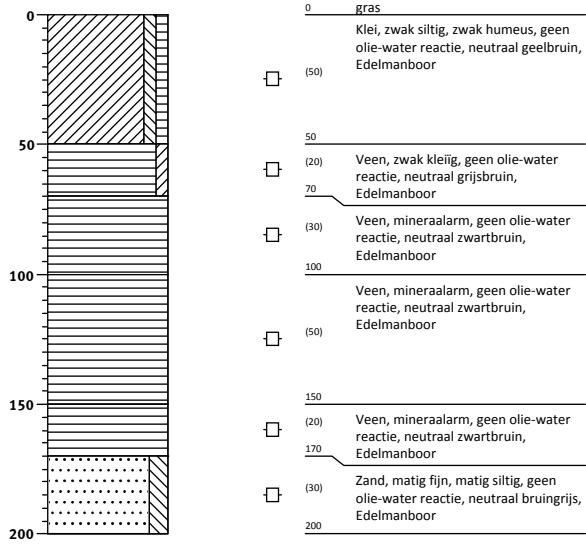 0
50
100
150
200
0
gras
Klei, zwak siltig, zwak humeus, geen
olie-water reactie, neutraal geelbruin,
Edelmanboor
(50)
50
Veen, zwak kleiïg, geen olie-water
reactie, neutraal grijsbruin,
Edelmanboor
(20)
70
Veen, mineraalarm, geen olie-water
reactie, neutraal zwartbruin,
Edelmanboor
(30)
100
Veen, mineraalarm, geen olie-water
reactie, neutraal zwartbruin,
Edelmanboor
(50)
150
Veen, mineraalarm, geen olie-water
reactie, neutraal zwartbruin,
Edelmanboor
(20)
170
Zand, matig fijn, matig siltig, geen
olie-water reactie, neutraal bruingrijs,
Edelmanboor
(30)
200